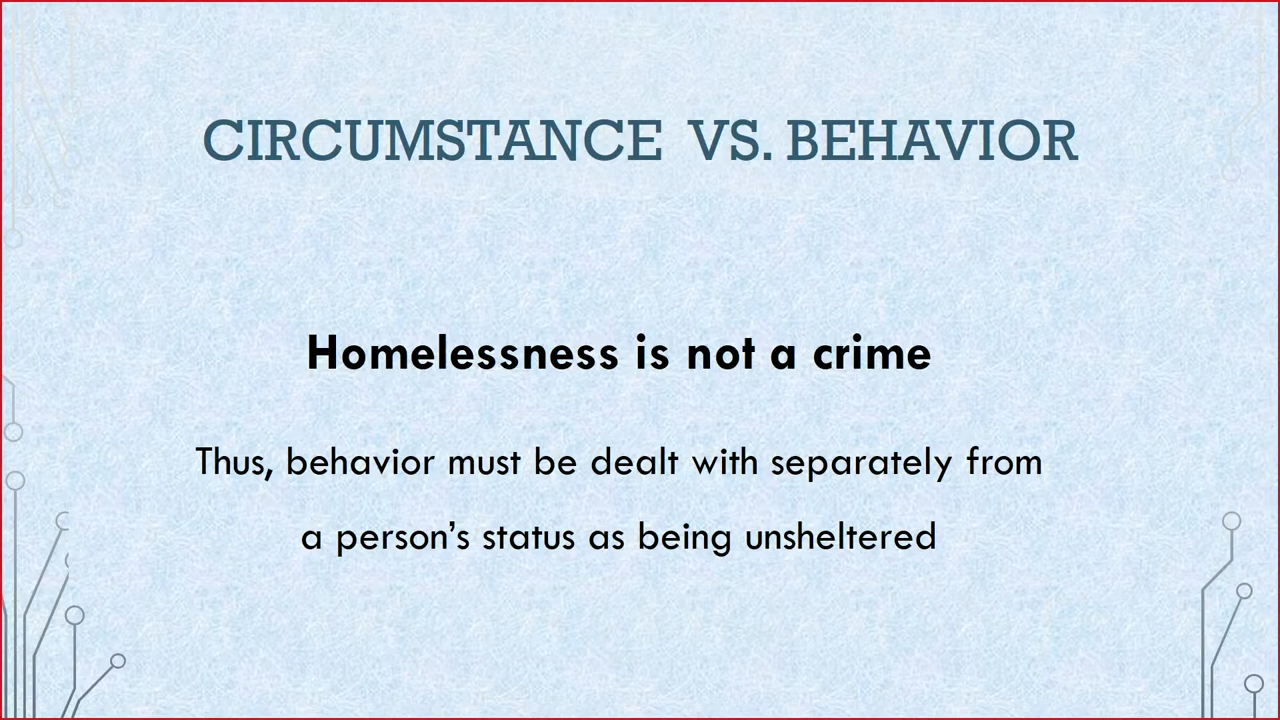 CIRCUMSTANCE VS. BEHAVIOR
Homelessness is not a crime
Thus, behavior must be dealt with separately from
a person’s status as being unsheltered